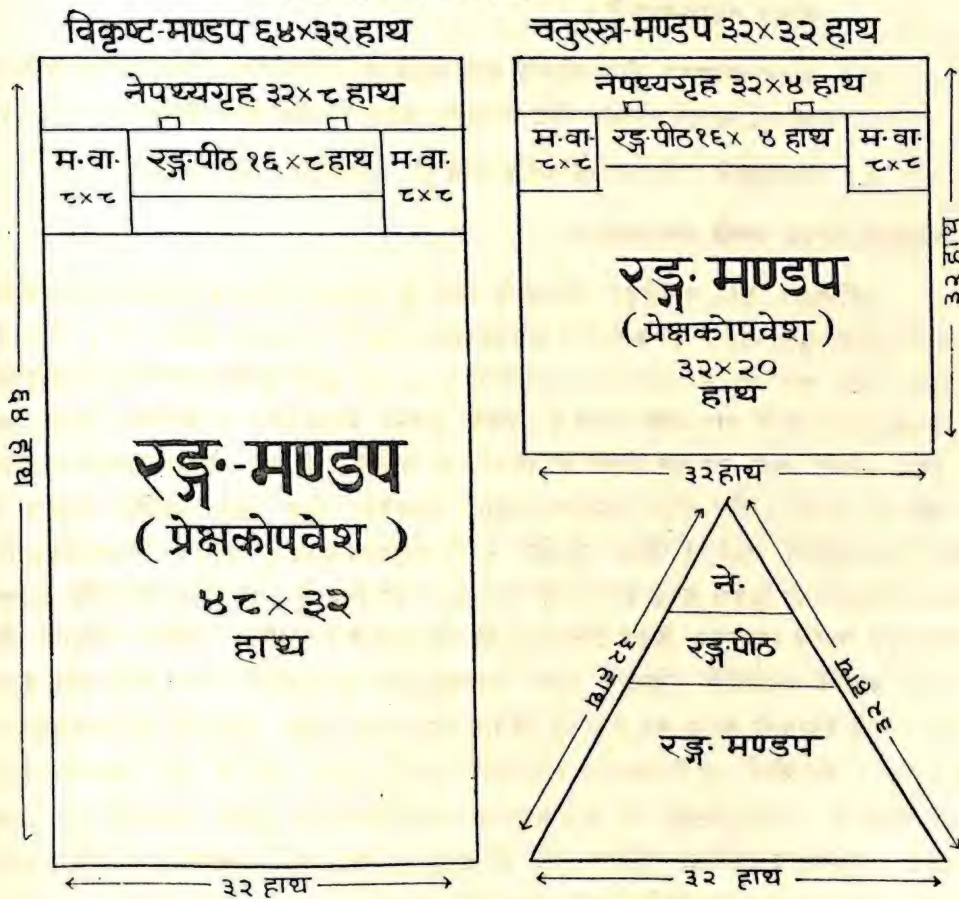 विकृष्ट-मण्डप ६४×३२ हाथ
नेपथ्यगृह ३२×८ हाथ
म॰वा॰
८×८
रङ्ग॰पीठ १६×८ हाथ
म॰वा॰
८×८
६४ हाथ
रङ्ग॰-मण्डप
( प्रेक्षकोपवेश )
४८×३२
हाथ
३२ हाथ
चतुरस्त्र-मण्डप ३२×३२ हाथ
नेपथ्यगृह ३२×४ हाथ
म॰वा॰
८×८
रङ्ग॰पीठ१६× ४ हाथ
म॰वा॰
८×८
रङ्ग॰ मण्डप
( प्रेक्षकोपवेश )
३२×२०
हाथ
३२ हाथ
३२ हाथ
ने॰
रङ्ग॰पीठ
रङ्ग॰ मण्डप
३२ हाथ
३२ हाथ
३२ हाथ